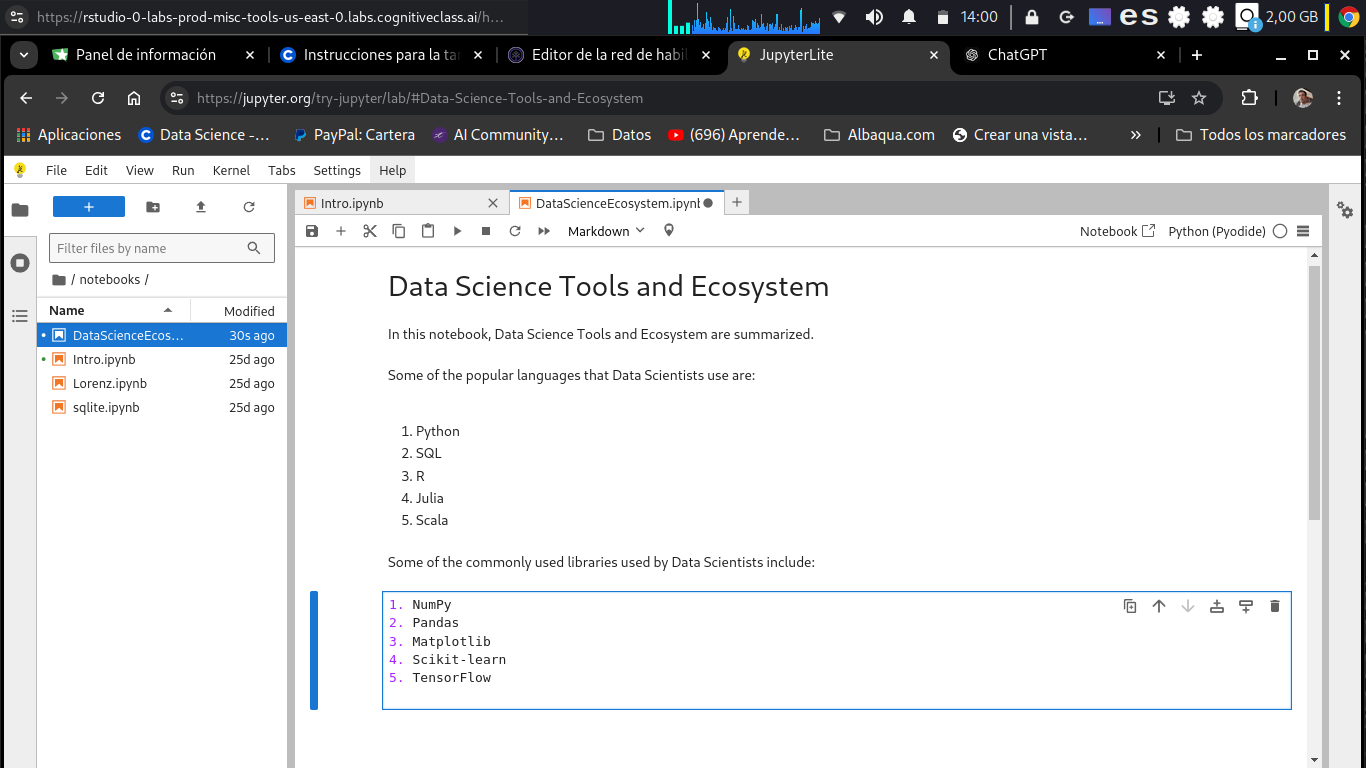 https://rstudio-0-labs-prod-misc-tools-us-east-0.labs.cognitiveclass.ai/h...
14:00
es
2,00 GB
Panel de información
Instrucciones para la tar
Editor de la red de habil
JupyterLite
ChatGPT
https://jupyter.org/try-jupyter/lab/#Data-Science-Tools-and-Ecosystem
Aplicaciones
Data Science -...
PayPal: Cartera
AI Community...
Datos
(696) Aprende...
Albaqua.com
Crear una vista...
»
Todos los marcadores
File Edit View Run Kernel Tabs Settings Help
Intro.ipynb
DataScienceEcosystem.ipynb
Markdown
Notebook
Python (Pyodide)
Filter files by name
/ notebooks /
Name Modified
DataScienceEcos... 30s ago
Intro.ipynb 25d ago
Lorenz.ipynb 25d ago
sqlite.ipynb 25d ago
Data Science Tools and Ecosystem
In this notebook, Data Science Tools and Ecosystem are summarized.
Some of the popular languages that Data Scientists use are:
1. Python
2. SQL
3. R
4. Julia
5. Scala
Some of the commonly used libraries used by Data Scientists include:
1. NumPy
2. Pandas
3. Matplotlib
4. Scikit-learn
5. TensorFlow